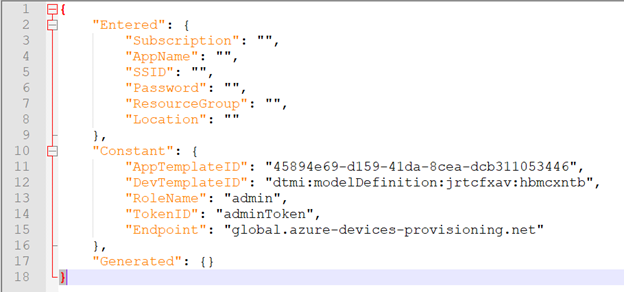 1 {
2 "Entered": {
3 "Subscription": "",
4 "AppName": "",
5 "SSID": "",
6 "Password": "",
7 "ResourceGroup": "",
8 "Location": ""
9 },
10 "Constant": {
11 "AppTemplateID": "45894e69-d159-41da-8cea-dcb311053446",
12 "DevTemplateID": "dtmi:modelDefinition:jrtcfxav:hbmcxntb",
13 "RoleName": "admin",
14 "TokenID": "adminToken",
15 "Endpoint": "global.azure-devices-provisioning.net"
16 },
17 "Generated": {}
18 }